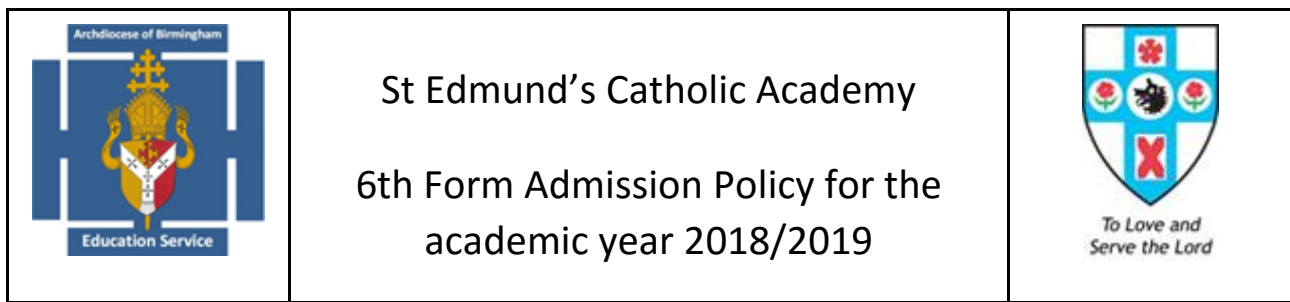 Archdiocese of Birmingham
Education Service
St Edmund’s Catholic Academy
6th Form Admission Policy for the
academic year 2018/2019
To Love and
Serve the Lord